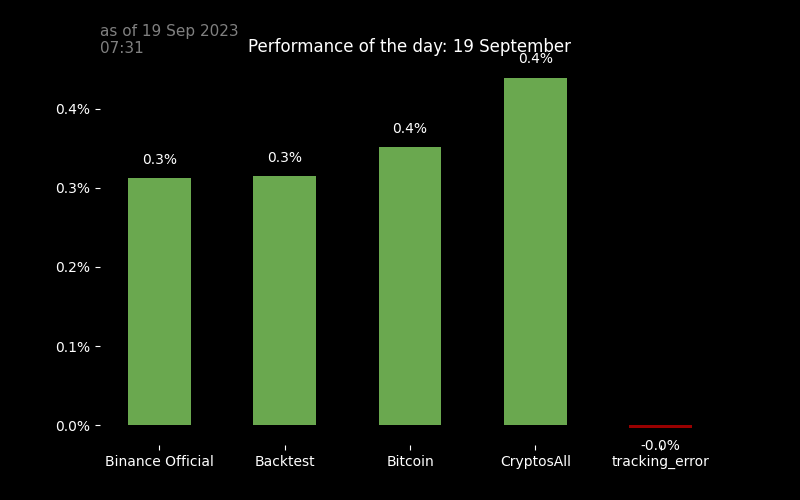 as of 19 Sep 2023
07:31
Performance of the day: 19 September
0.4%
0.4%
0.3%
0.3%
0.4%
0.3%
0.2%
0.1%
0.0%
-0.0%
Binance Official
Backtest
Bitcoin
CryptosAll
tracking_error